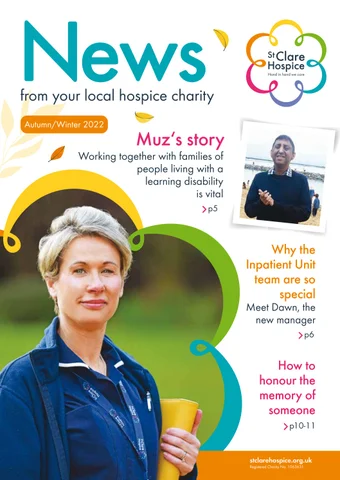 News
from your local hospice charity
St Clare
Hospice
Hand in hand we care
Autumn/Winter 2022
Muz's story
Working together with families of
people living with a
learning disability
is vital
>p5
Why the
Inpatient Unit
team are so
special
Meet Dawn, the
new manager
>p6
How to
honour the
memory of
someone
>p10-11
stclarehospice.org.uk